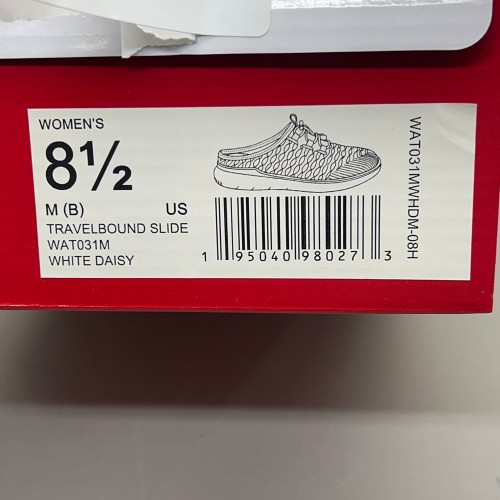 WOMEN'S
8½
M (B) US
TRAVELBOUND SLIDE
WAT031M
WHITE DAISY
1 95040 98027 3
WAT031MWHDM-08H